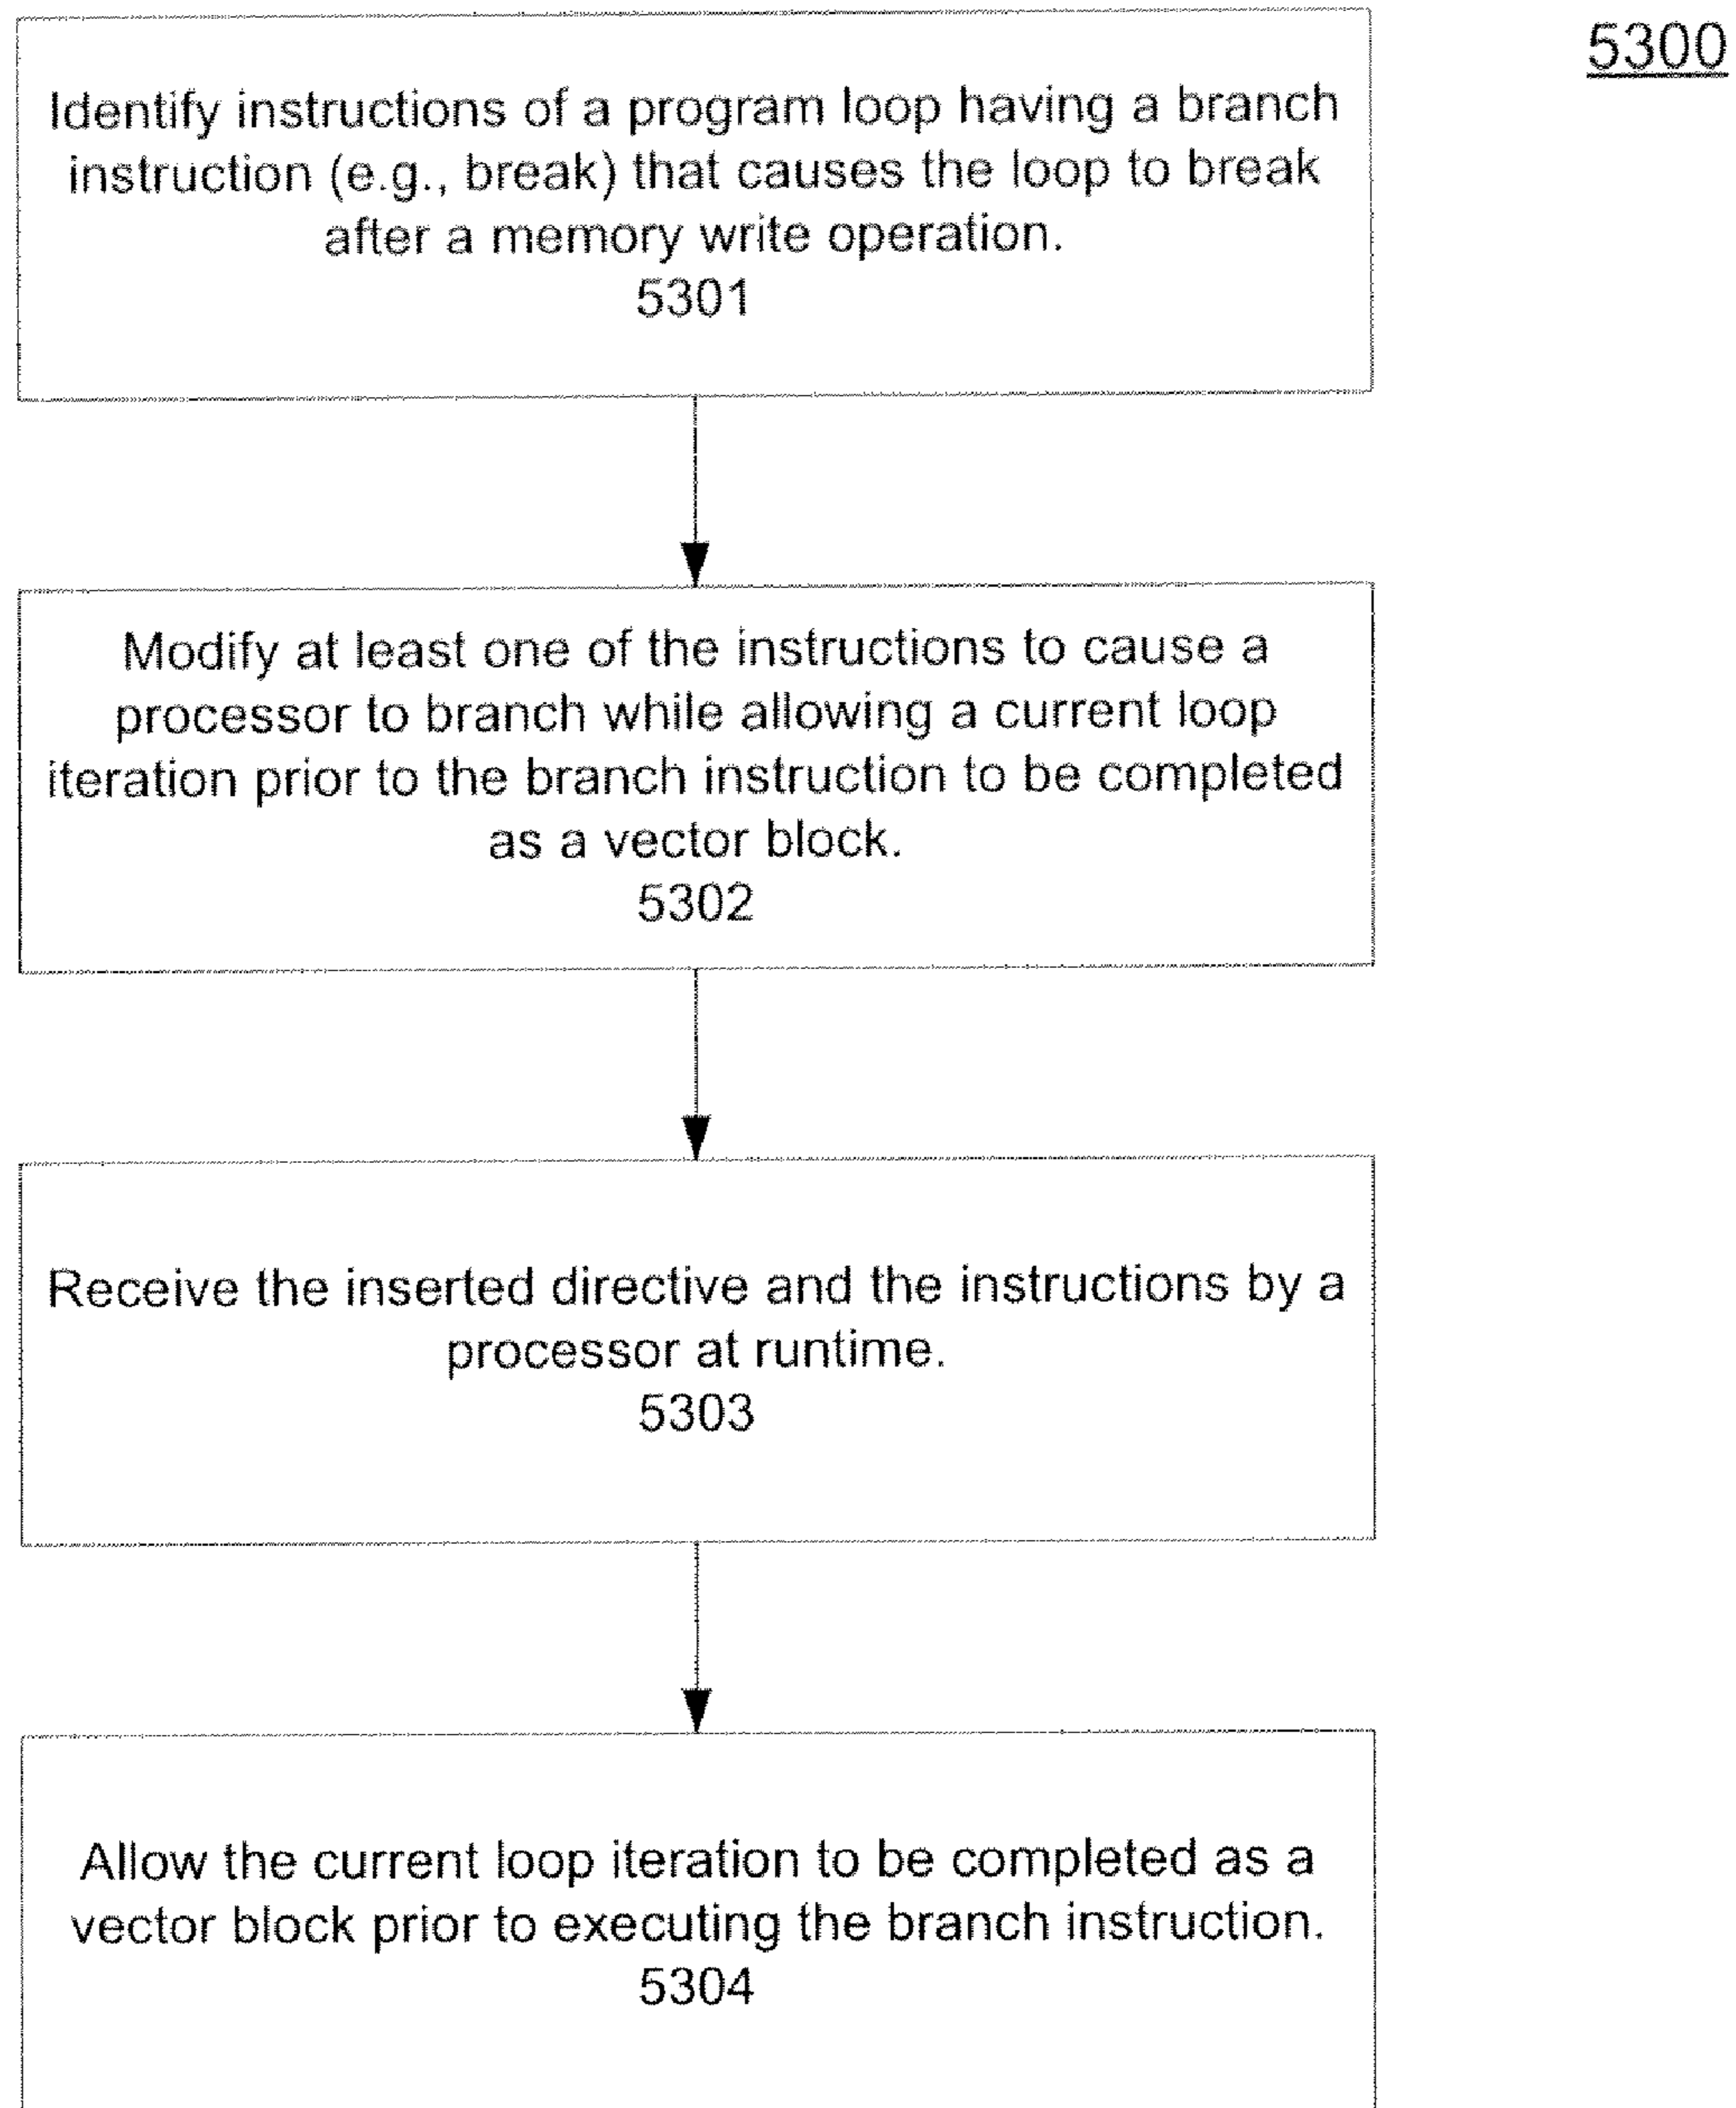 5300
Identify instructions of a program loop having a branch
instruction (e.g., break) that causes the loop to break
after a memory write operation.
5301
Modify at least one of the instructions to cause a
processor to branch while allowing a current loop
iteration prior to the branch instruction to be completed
as a vector block.
5302
Receive the inserted directive and the instructions by a
processor at runtime.
5303
Allow the current loop iteration to be completed as a
vector block prior to executing the branch instruction.
5304